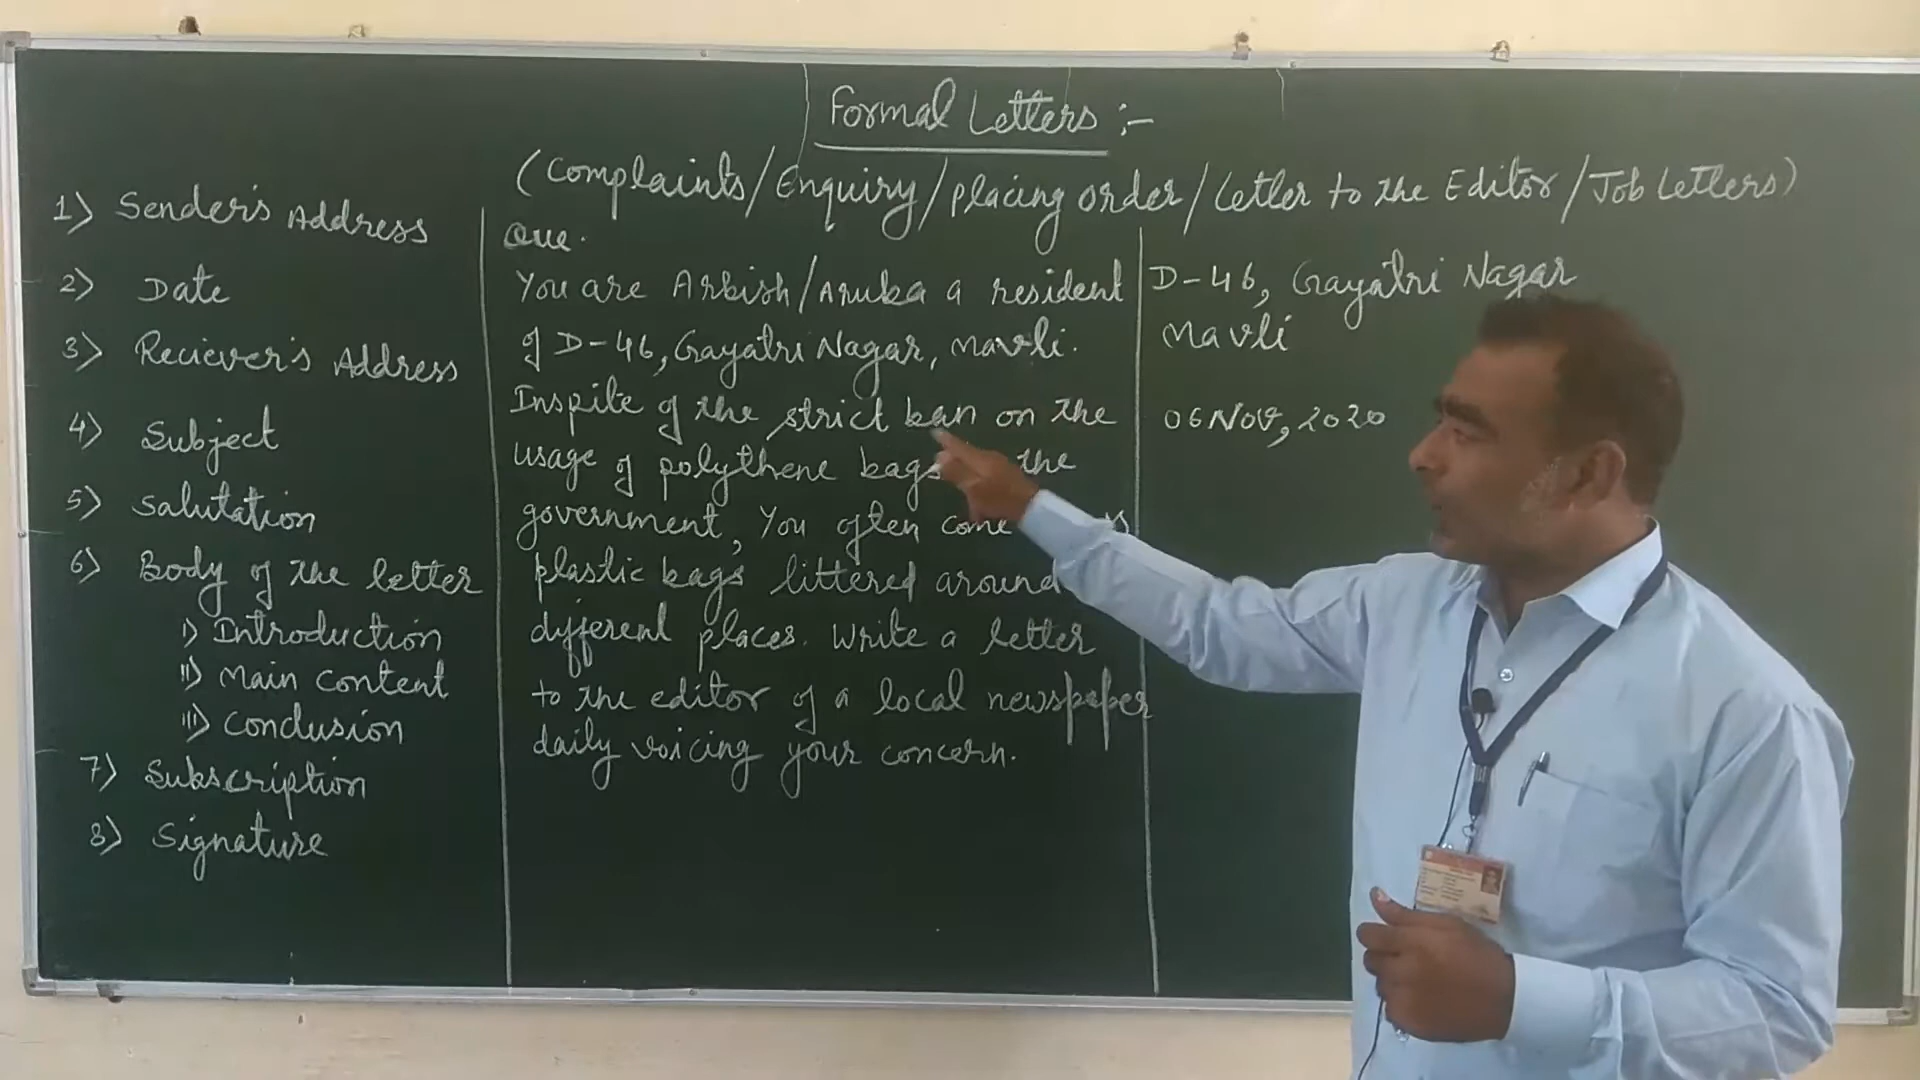 Formal Letters :-
(Complaints/Enquiry/placing order/Letter to the Editor/Job Letters)
1) Sender's Address
2) Date
3) Reciever's Address
4) Subject
5) Salutation
6) Body of the letter
i) Introduction
ii) Main content
iii) Conclusion
7) Subscription
8) Signature
Que.
You are Arbish/Aruba a resident
of D-46, Gayatri Nagar, Mavli.
Inspite of the strict ban on the
usage of polythene bags the
government, You often come
plastic bags littered around
different places. Write a letter
to the editor of a local newspaper
daily voicing your concern.
D-46, Gayatri Nagar
Mavli
06 Nov, 2020